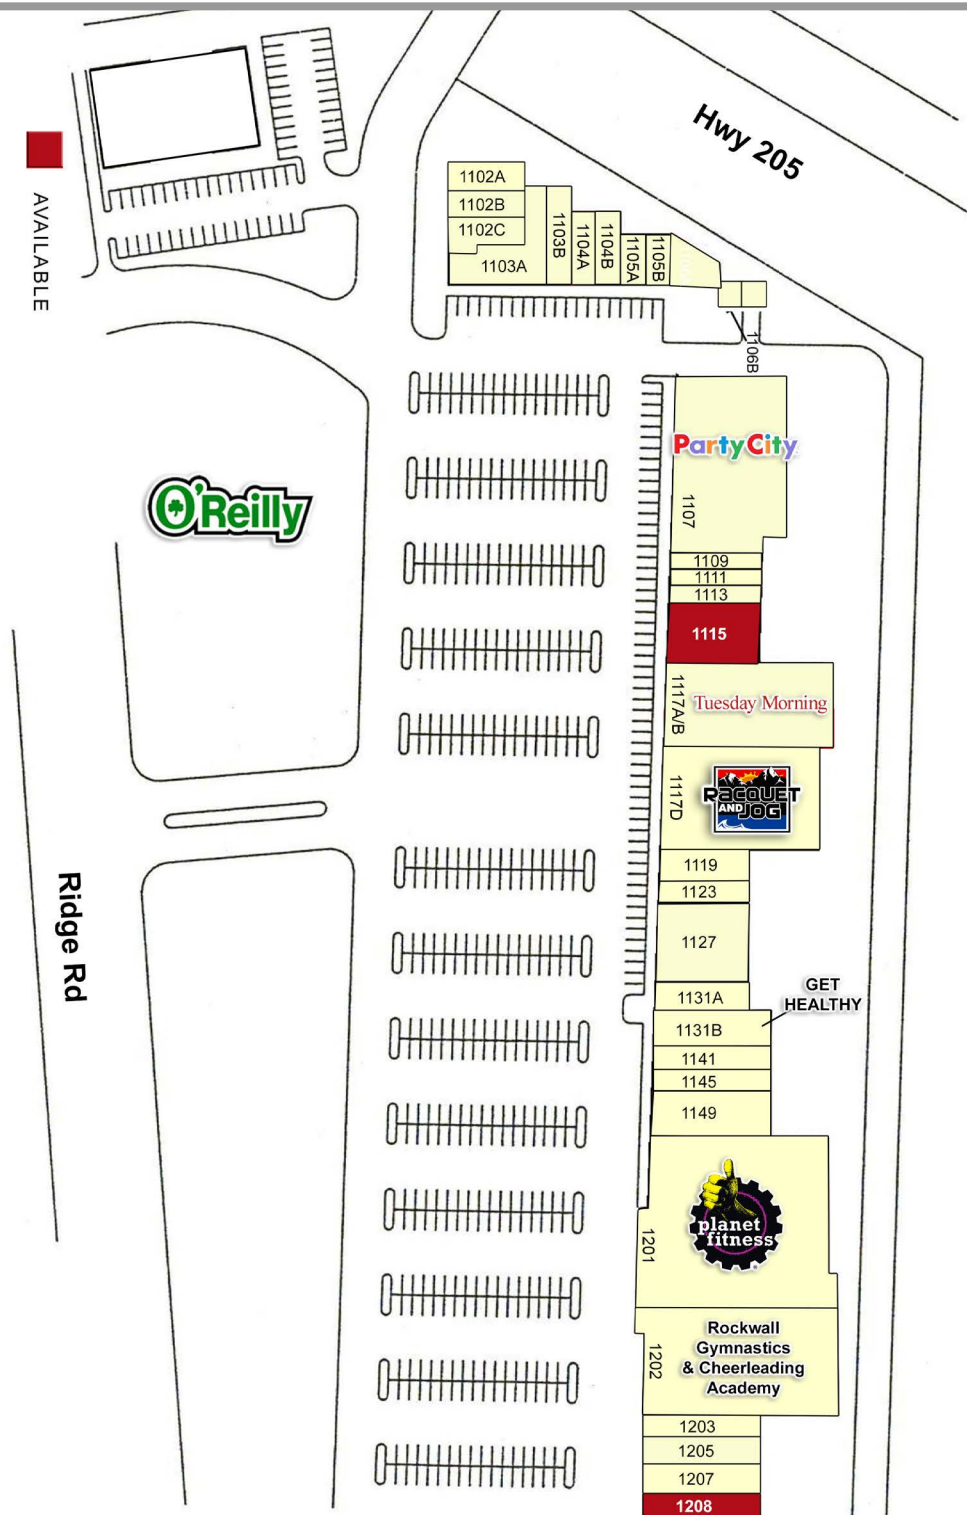 Hwy 205
AVAILABLE
1102A
1102B
1102C
1103A
1103B
1104A
1104B
1105A
1105B
1106B
Party City
1107
O'Reilly
1109
1111
1113
1115
1117A/B
Tuesday Morning
1117D
RACQUET
AND JOG
1119
1123
Ridge Rd
1127
1131A
GET
HEALTHY
1131B
1141
1145
1149
planet
fitness
1201
Rockwall
Gymnastics
& Cheerleading
Academy
1202
1203
1205
1207
1208